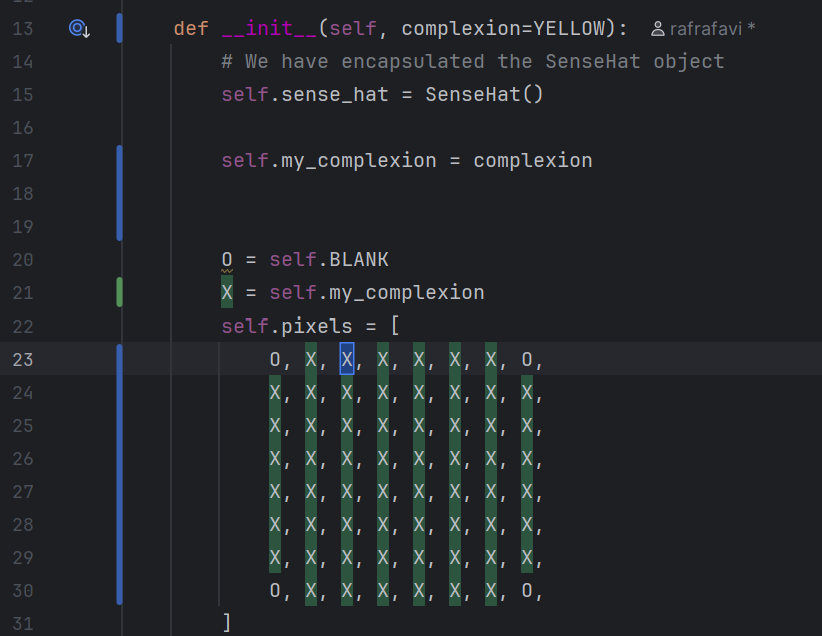 13 def __init__(self, complexion=YELLOW): rafrafavi *
14 # We have encapsulated the SenseHat object
15 self.sense_hat = SenseHat()
16
17 self.my_complexion = complexion
18
19
20 O = self.BLANK
21 X = self.my_complexion
22 self.pixels = [
23 O, X, X, X, X, X, X, O,
24 X, X, X, X, X, X, X, X,
25 X, X, X, X, X, X, X, X,
26 X, X, X, X, X, X, X, X,
27 X, X, X, X, X, X, X, X,
28 X, X, X, X, X, X, X, X,
29 X, X, X, X, X, X, X, X,
30 O, X, X, X, X, X, X, O,
31 ]